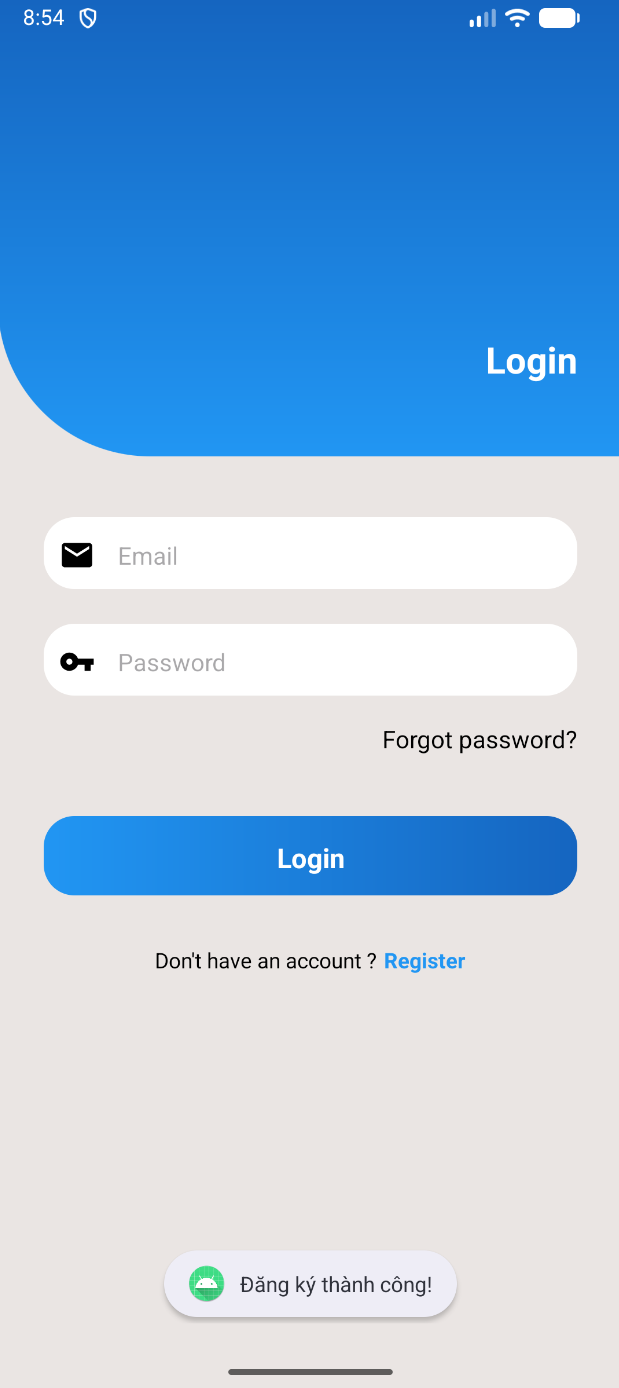 8:54
Login
Email
Password
Forgot password?
Login
Don't have an account ? Register
Đăng ký thành công!